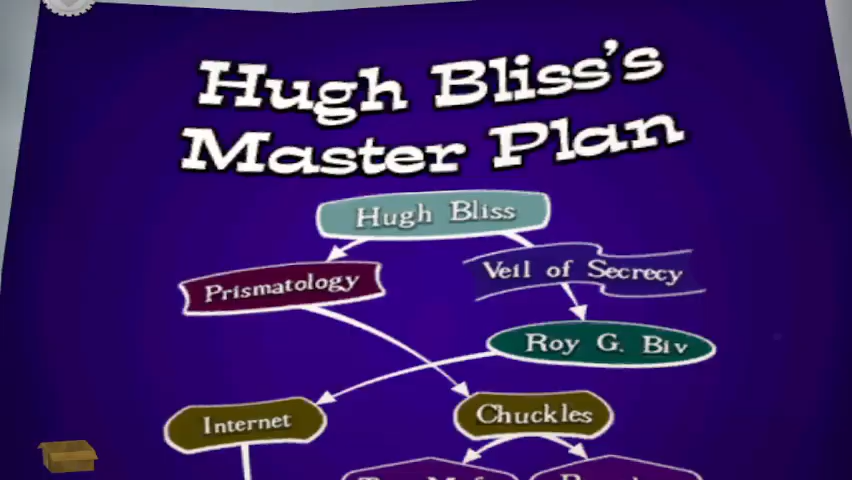 Hugh Bliss's
Master Plan
Hugh Bliss
Prismatology
Veil of Secrecy
Roy G. Biv
Internet
Chuckles